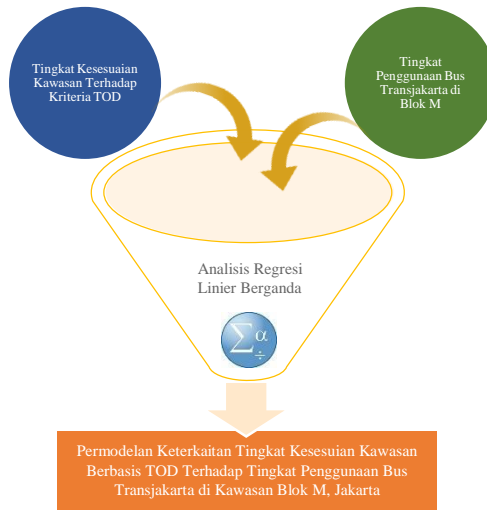 Tingkat Kesesuaian
Kawasan Terhadap
Kriteria TOD
Tingkat
Penggunaan Bus
Transjakarta di
Blok M
Analisis Regresi
Linier Berganda
Σ α
÷
Permodelan Keterkaitan Tingkat Kesesuian Kawasan
Berbasis TOD Terhadap Tingkat Penggunaan Bus
Transjakarta di Kawasan Blok M, Jakarta